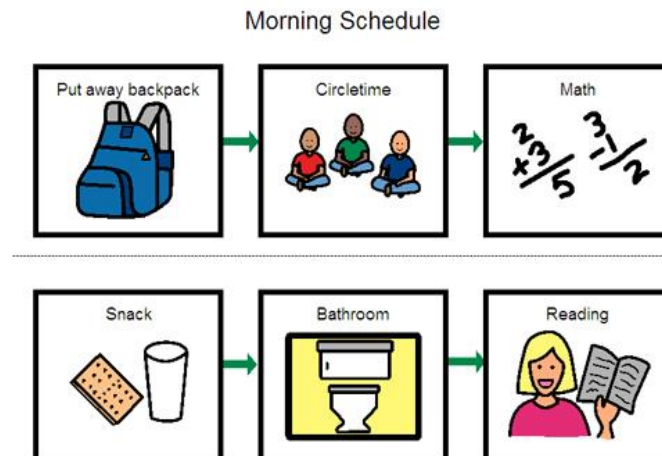 Morning Schedule
Put away backpack
Circletime
Math
2
+3
5
3
-1
2
Snack
Bathroom
Reading